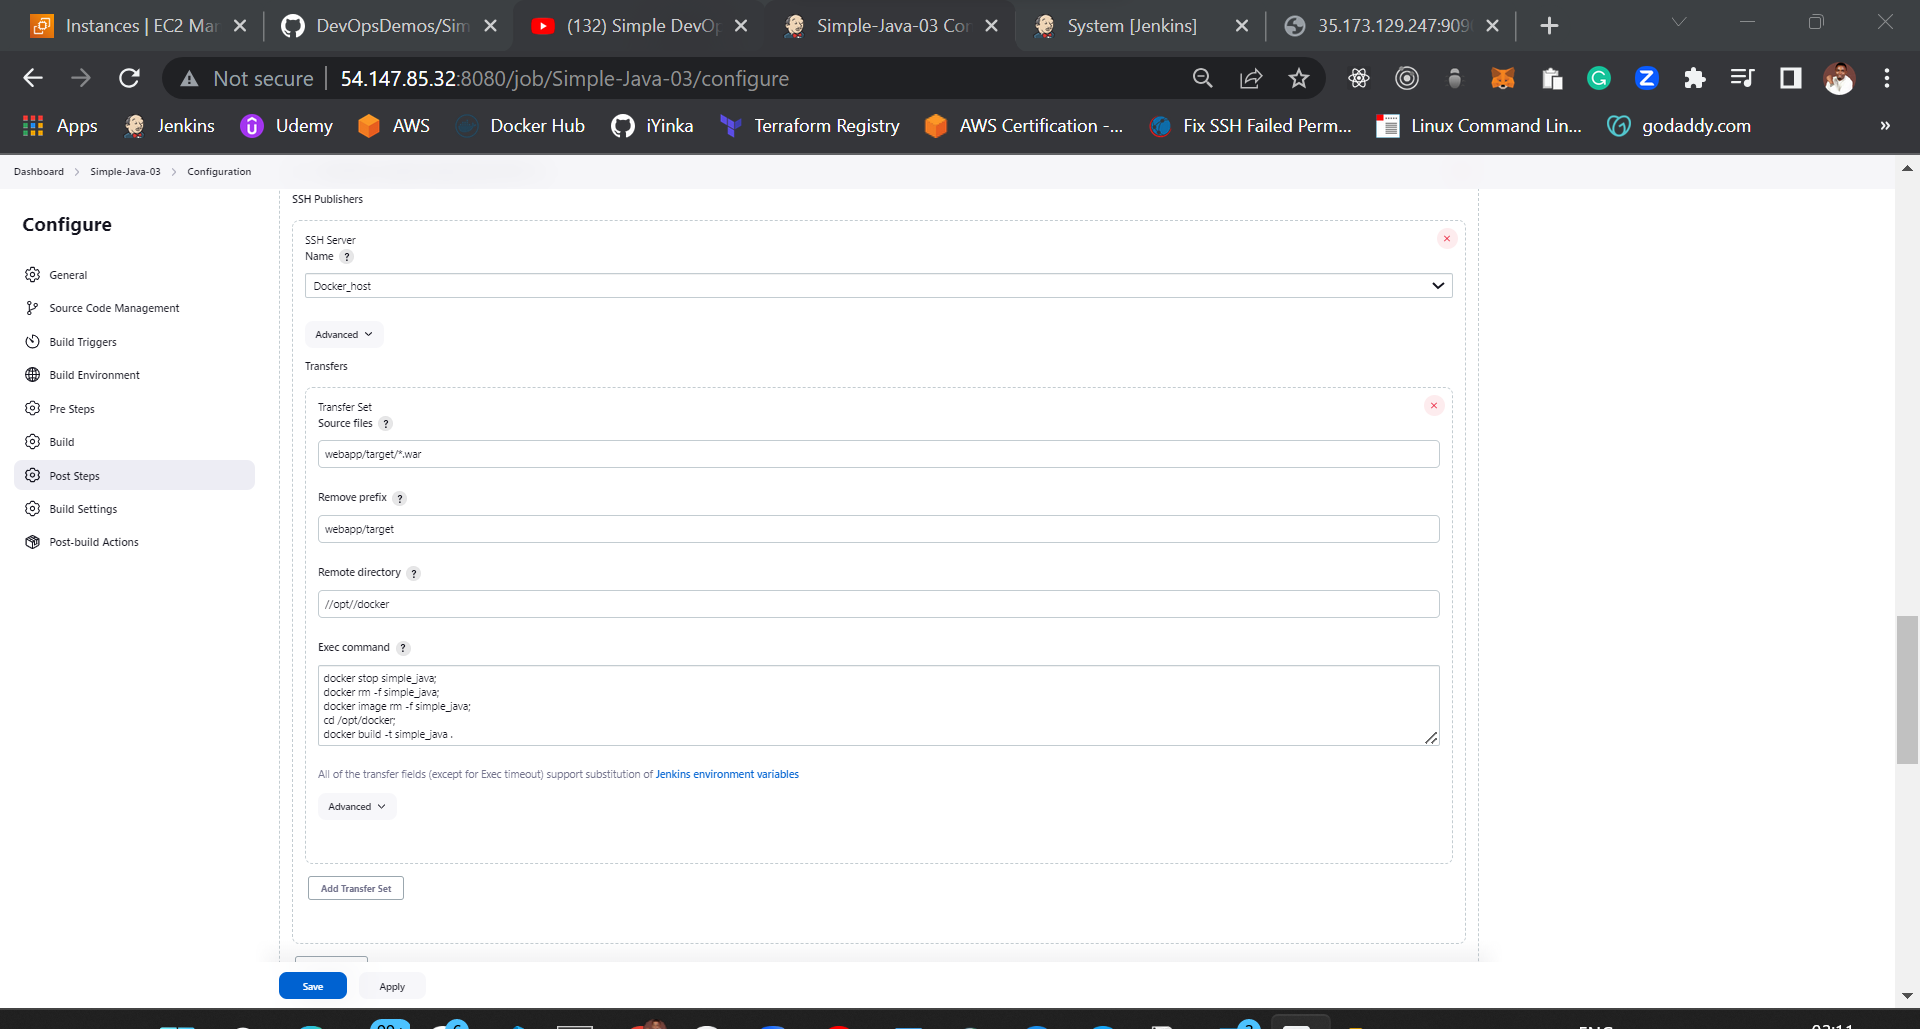 Instances | EC2 Mar
DevOpsDemos/Sim
(132) Simple DevOp
Simple-Java-03 Con
System [Jenkins]
35.173.129.247:9090
Not secure
54.147.85.32:8080/job/Simple-Java-03/configure
Apps
Jenkins
Udemy
AWS
Docker Hub
iYinka
Terraform Registry
AWS Certification -...
Fix SSH Failed Perm...
Linux Command Lin...
godaddy.com
»
Dashboard > Simple-Java-03 > Configuration
Configure
General
Source Code Management
Build Triggers
Build Environment
Pre Steps
Build
Post Steps
Build Settings
Post-build Actions
SSH Publishers
SSH Server
Name ?
Docker_host
Advanced
Transfers
Transfer Set
Source files ?
webapp/target/*.war
Remove prefix ?
webapp/target
Remote directory ?
//opt//docker
Exec command ?
docker stop simple_java;
docker rm -f simple_java;
docker image rm -f simple_java;
cd /opt/docker;
docker build -t simple_java .
All of the transfer fields (except for Exec timeout) support substitution of Jenkins environment variables
Advanced
Add Transfer Set
Save
Apply